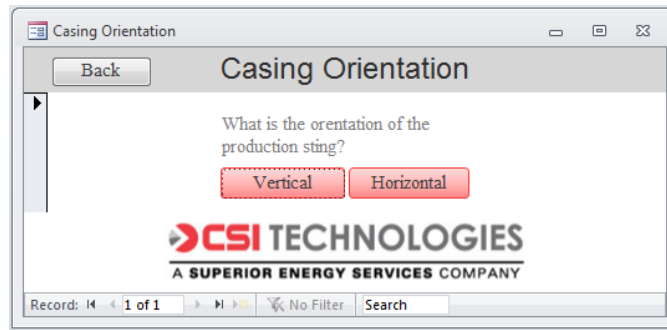 Casing Orientation
Back
Casing Orientation
What is the orentation of the
production sting?
Vertical
Horizontal
CSI TECHNOLOGIES
A SUPERIOR ENERGY SERVICES COMPANY
Record: 1 of 1 No Filter Search